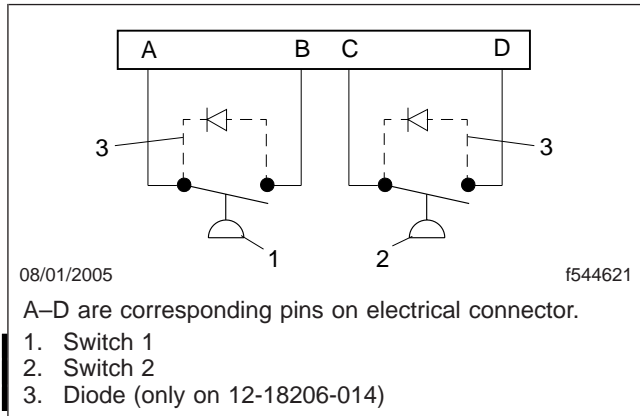 A B C D
3 3
1 2
08/01/2005 f544621
A–D are corresponding pins on electrical connector.
1. Switch 1
2. Switch 2
3. Diode (only on 12-18206-014)